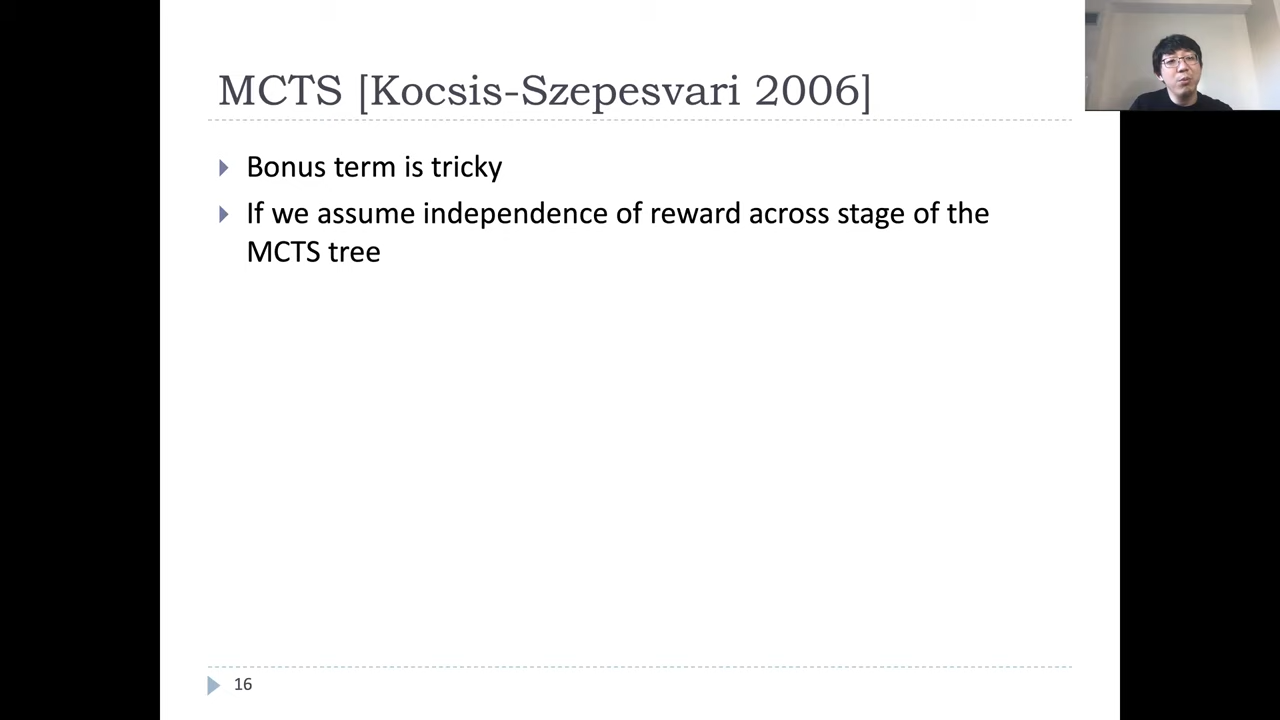 MCTS [Kocsis-Szepesvari 2006]
Bonus term is tricky
If we assume independence of reward across stage of the
MCTS tree
16